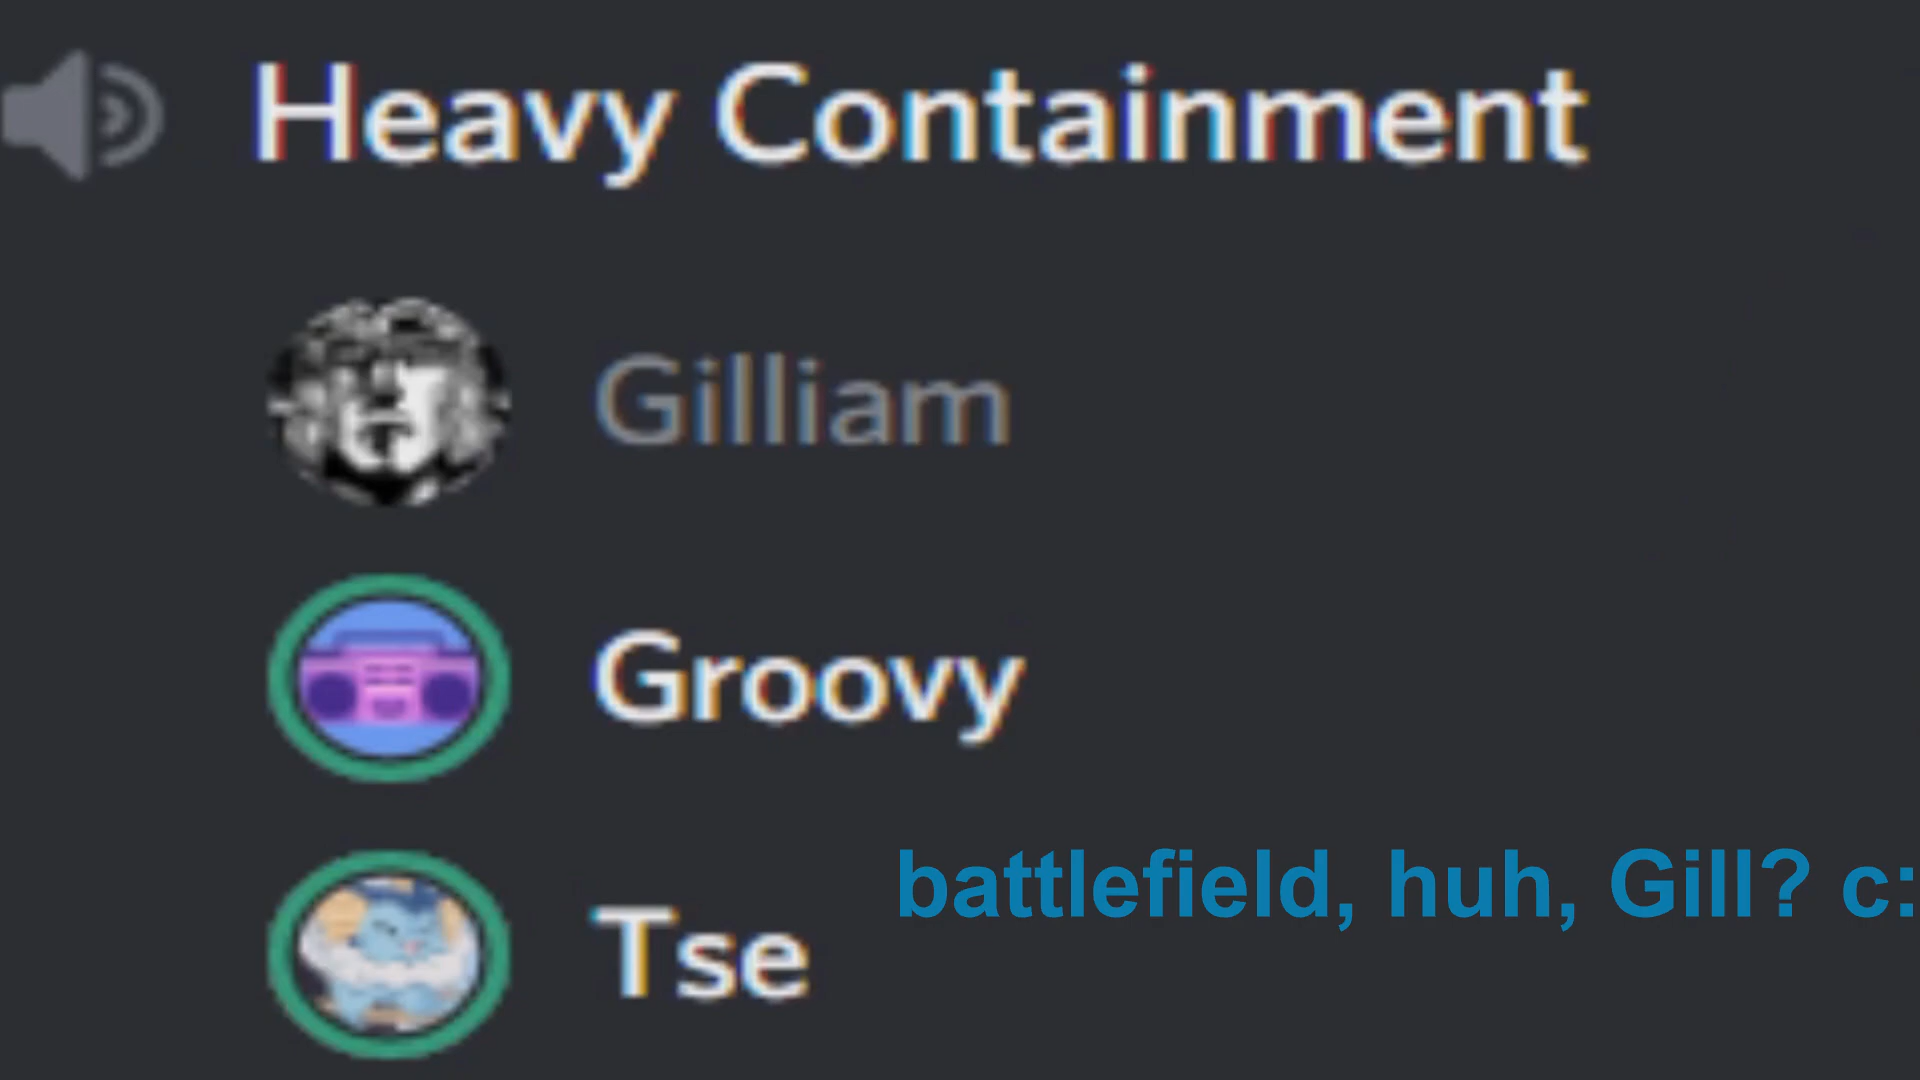 Heavy Containment
Gilliam
Groovy
battlefield, huh, Gill? c:
Tse